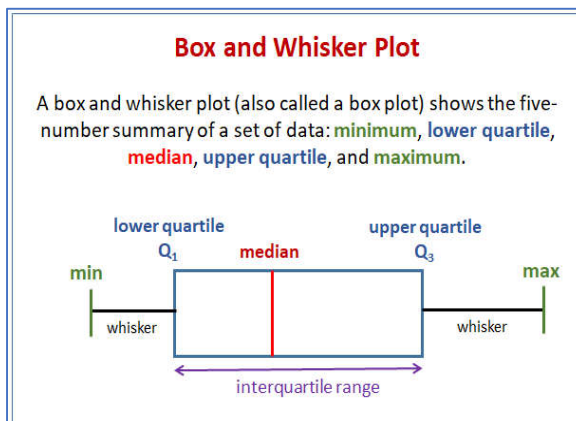 Box and Whisker Plot
A box and whisker plot (also called a box plot) shows the five-
number summary of a set of data: minimum, lower quartile,
median, upper quartile, and maximum.
lower quartile
Q₁
median
upper quartile
Q₃
min
max
whisker
whisker
interquartile range